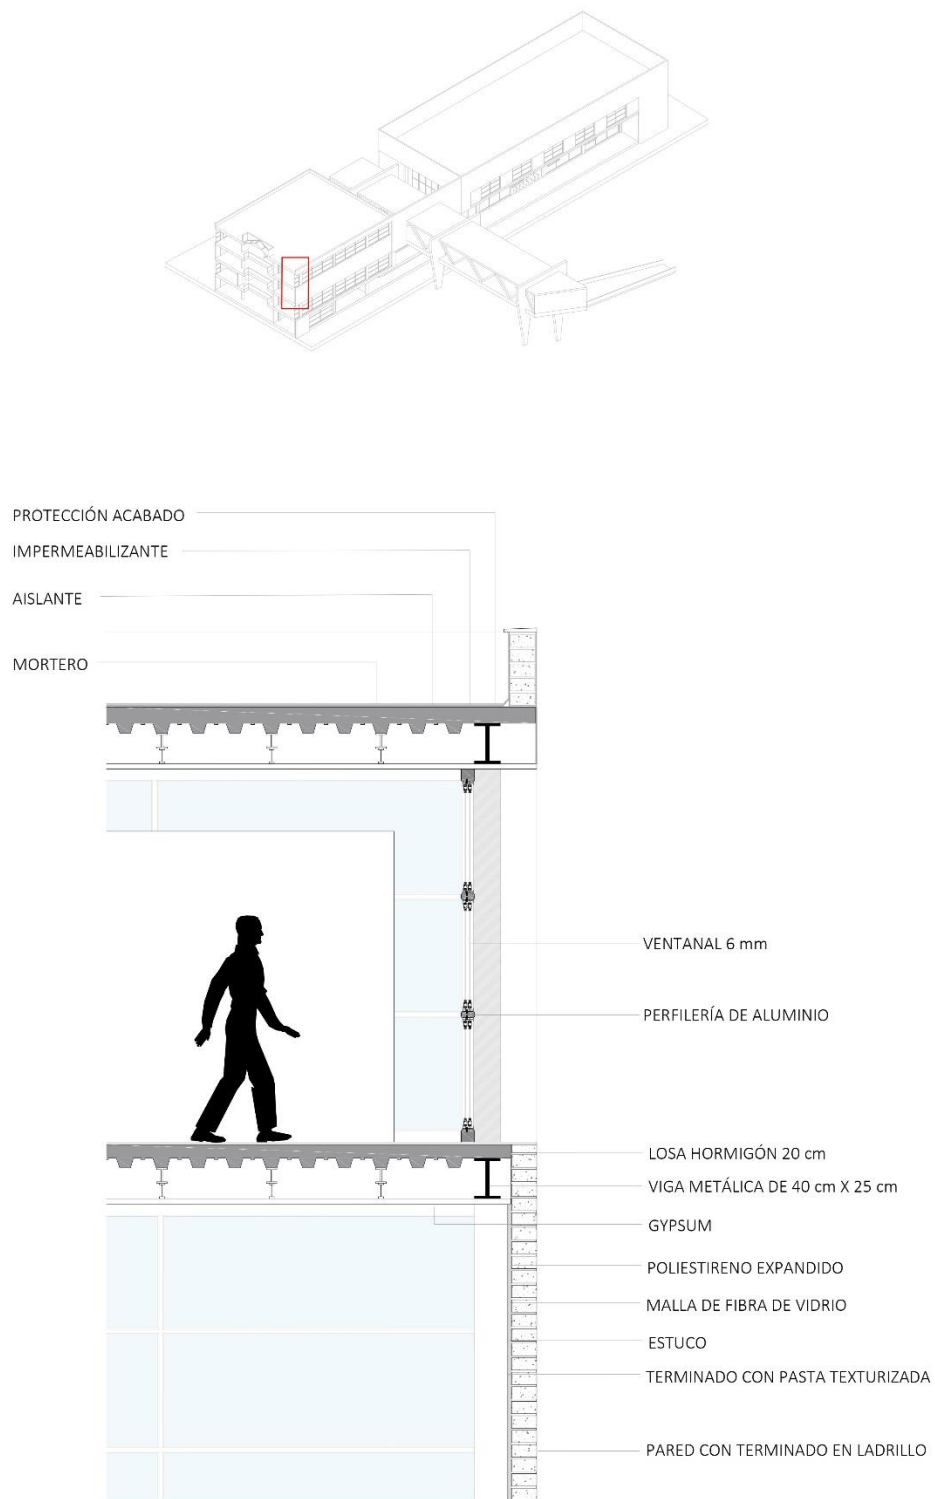 PROTECCIÓN ACABADO
IMPERMEABILIZANTE
AISLANTE
MORTERO
VENTANAL 6 mm
PERFILERÍA DE ALUMINIO
LOSA HORMIGÓN 20 cm
VIGA METÁLICA DE 40 cm X 25 cm
GYPSUM
POLIESTIRENO EXPANDIDO
MALLA DE FIBRA DE VIDRIO
ESTUCO
TERMINADO CON PASTA TEXTURIZADA
PARED CON TERMINADO EN LADRILLO